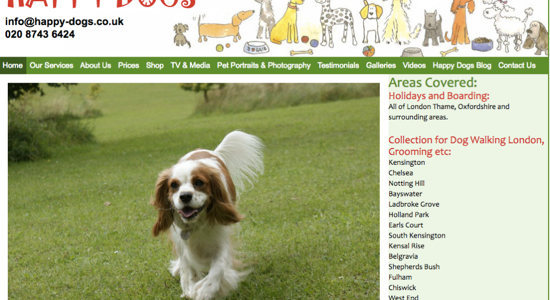 HAPPY DOGS
info@happy-dogs.co.uk
020 8743 6424
Home Our Services About Us Prices Shop TV & Media Pet Portraits & Photography Testimonials Galleries Videos Happy Dogs Blog Contact Us
Areas Covered:
Holidays and Boarding:
All of London Thame, Oxfordshire and
surrounding areas.
Collection for Dog Walking London,
Grooming etc:
Kensington
Chelsea
Notting Hill
Bayswater
Ladbroke Grove
Holland Park
Earls Court
South Kensington
Kensal Rise
Belgravia
Shepherds Bush
Fulham
Chiswick
West End